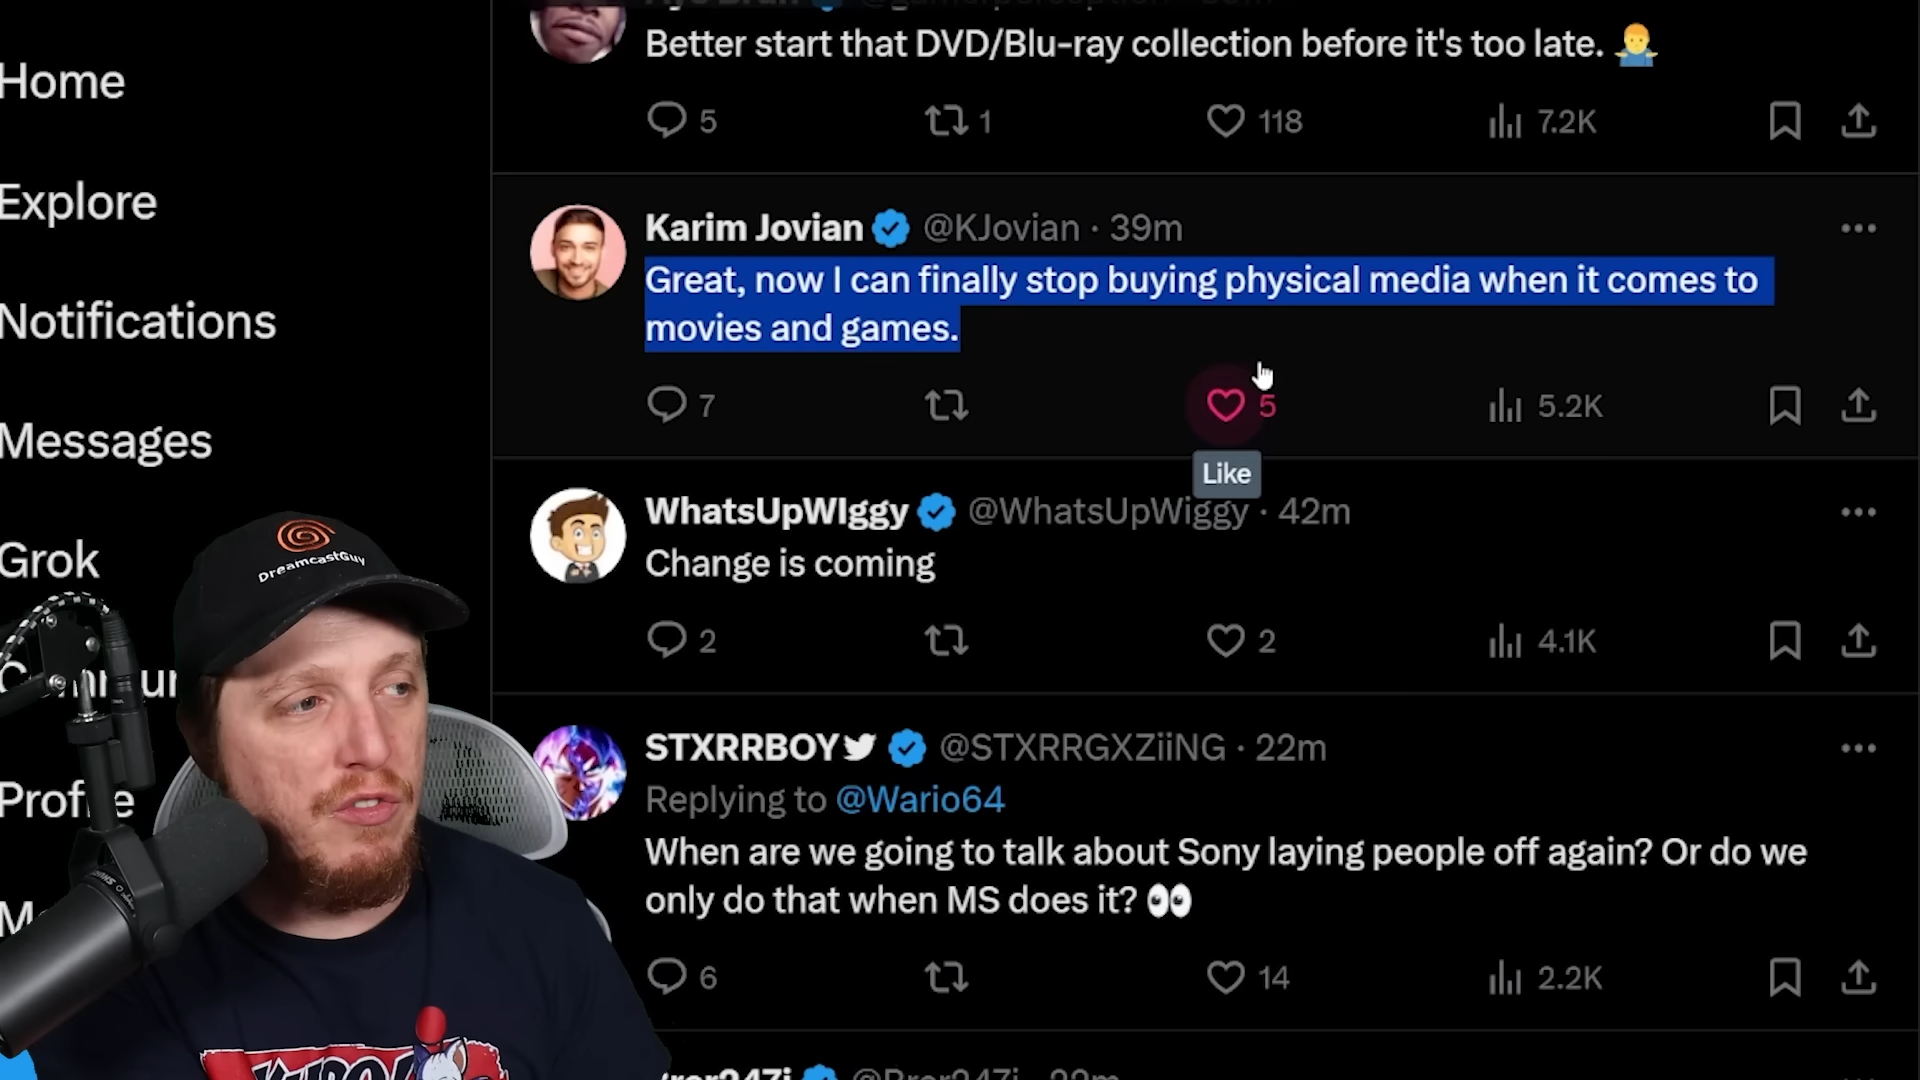 Home
Explore
Notifications
Messages
Grok
Better start that DVD/Blu-ray collection before it's too late.
5 1 118 7.2K
Karim Jovian @KJovian · 39m
Great, now I can finally stop buying physical media when it comes to
movies and games.
7 5 5.2K
Like
WhatsUpWIggy @WhatsUpWiggy · 42m
Change is coming
2 2 4.1K
STXRRBOY @STXRRGXZiiNG · 22m
Replying to @Wario64
When are we going to talk about Sony laying people off again? Or do we
only do that when MS does it?
6 14 2.2K
DreamcastGuy